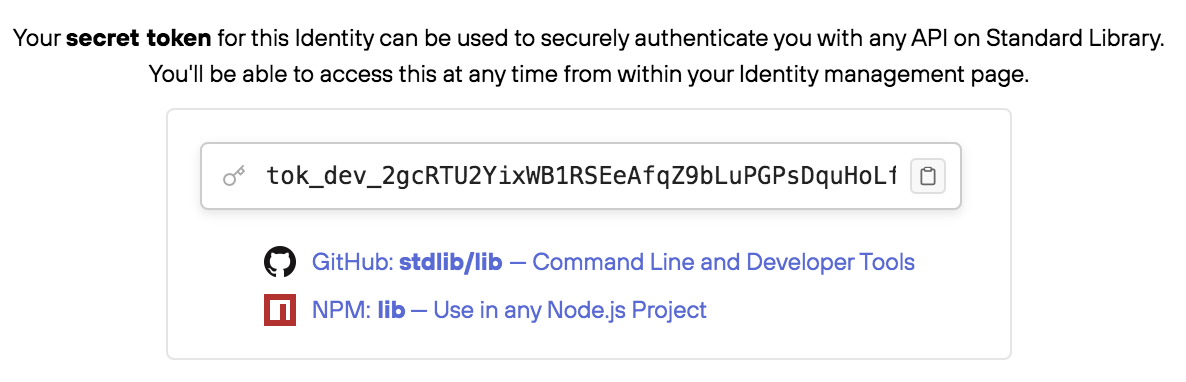 Your secret token for this Identity can be used to securely authenticate you with any API on Standard Library.
You'll be able to access this at any time from within your Identity management page.
tok_dev_2gcRTU2YixWB1RSEeAfqZ9bLuPGPsDquHoLf
GitHub: stdlib/lib — Command Line and Developer Tools
NPM: lib — Use in any Node.js Project